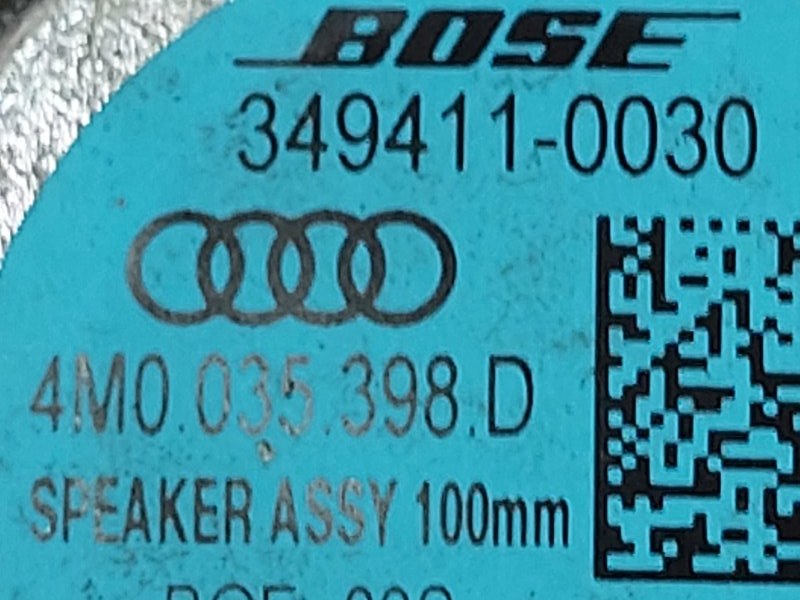 BOSE
349411-0030
4M0.035.398.D
SPEAKER ASSY 100mm